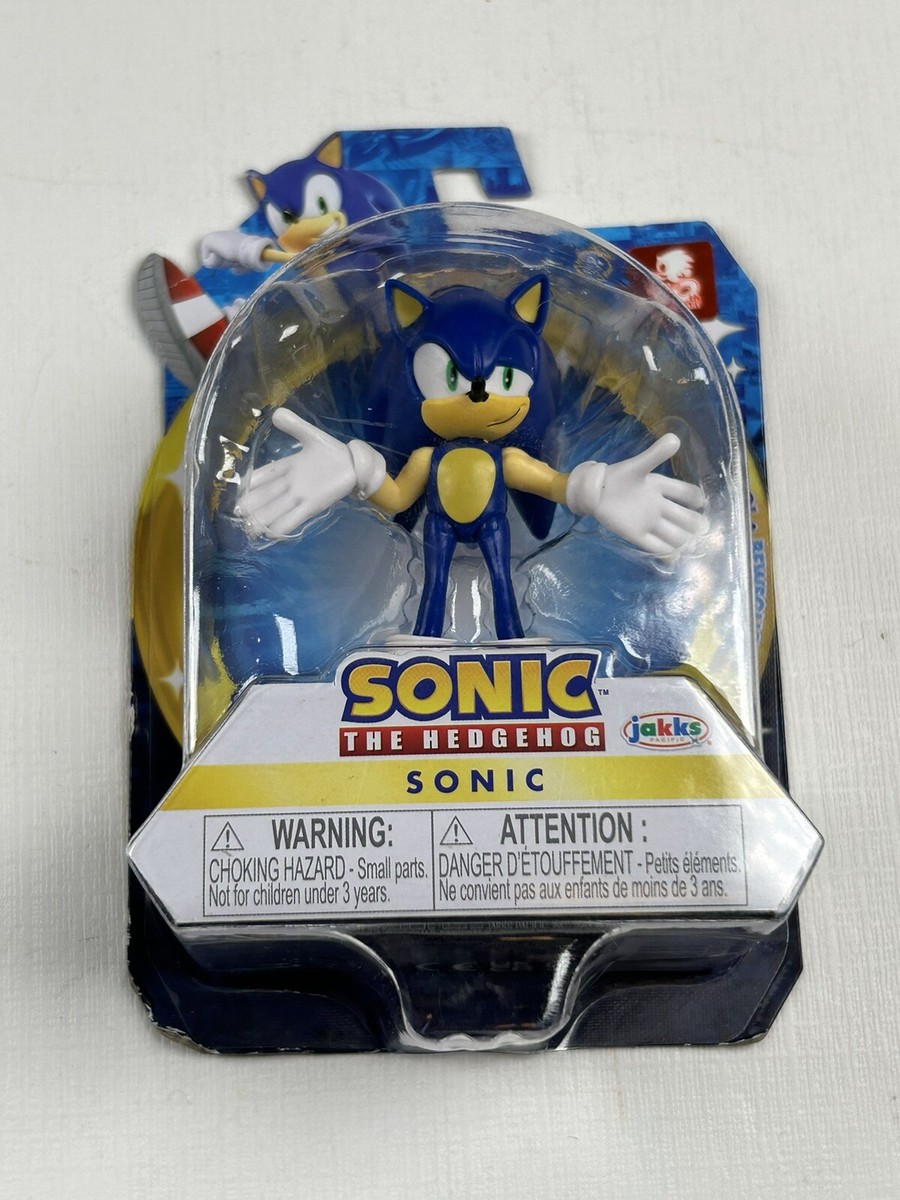 SONIC™
THE HEDGEHOG
jakks®
PACIFIC
SONIC
⚠ WARNING:
CHOKING HAZARD - Small parts.
Not for children under 3 years.
⚠ ATTENTION :
DANGER D'ÉTOUFFEMENT - Petits éléments.
Ne convient pas aux enfants de moins de 3 ans.